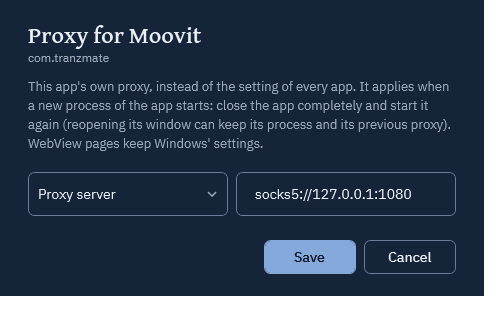 Proxy for Moovit
com.tranzmate
This app's own proxy, instead of the setting of every app. It applies when
a new process of the app starts: close the app completely and start it
again (reopening its window can keep its process and its previous proxy).
WebView pages keep Windows' settings.
Proxy server
socks5://127.0.0.1:1080
Save
Cancel